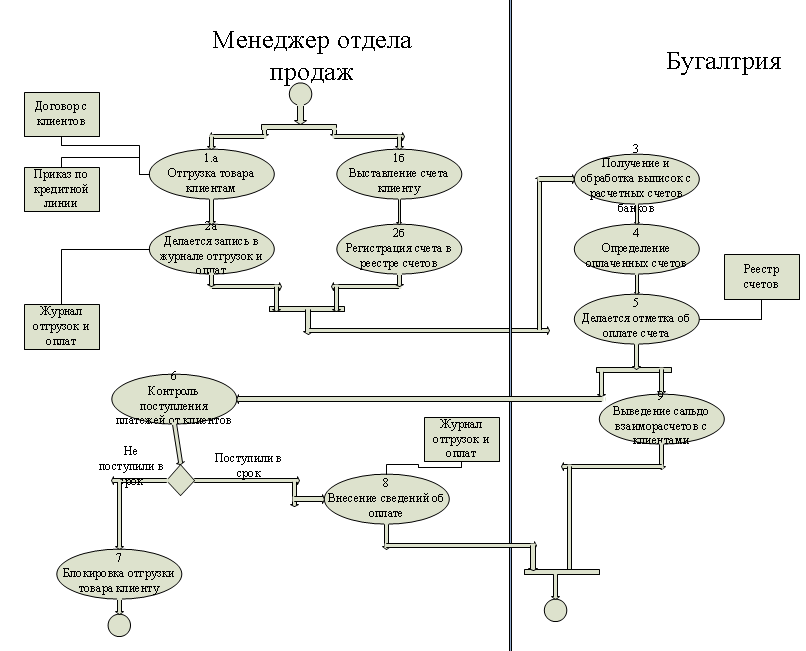 Менеджер отдела
продаж
Бугалтрия
Договор с
клиентов
Приказ по
кредитной
линии
1.а
Отгрузка товара
клиентам
1б
Выставление счета
клиенту
2а
Делается запись в
журнале отгрузок и
оплат
2б
Регистрация счета в
реестре счетов
Журнал
отгрузок и
оплат
3
Получение и
обработка выписок с
расчетных счетов
банков
4
Определение
оплаченных счетов
Реестр
счетов
5
Делается отметка об
оплате счета
6
Контроль
поступления
платежей от клиентов
9
Выведение сальдо
взаиморасчетов с
клиентами
Журнал
отгрузок и
оплат
Не
поступили в
срок
Поступили в
срок
8
Внесение сведений об
оплате
7
Блокировка отгрузки
товара клиенту